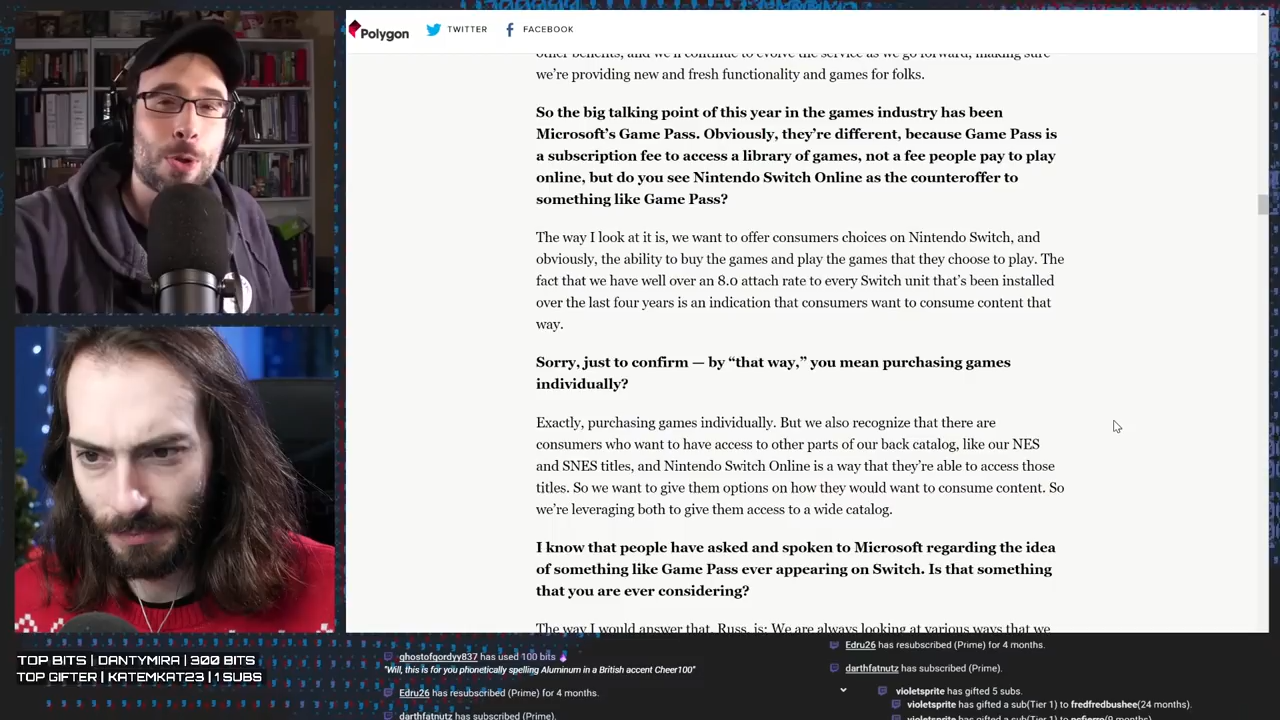 Polygon
TWITTER
FACEBOOK
other benefits, and we'll continue to evolve the service as we go forward, making sure
we're providing new and fresh functionality and games for folks.
So the big talking point of this year in the games industry has been
Microsoft's Game Pass. Obviously, they're different, because Game Pass is
a subscription fee to access a library of games, not a fee people pay to play
online, but do you see Nintendo Switch Online as the counteroffer to
something like Game Pass?
The way I look at it is, we want to offer consumers choices on Nintendo Switch, and
obviously, the ability to buy the games and play the games that they choose to play. The
fact that we have well over an 8.0 attach rate to every Switch unit that's been installed
over the last four years is an indication that consumers want to consume content that
way.
Sorry, just to confirm — by “that way,” you mean purchasing games
individually?
Exactly, purchasing games individually. But we also recognize that there are
consumers who want to have access to other parts of our back catalog, like our NES
and SNES titles, and Nintendo Switch Online is a way that they're able to access those
titles. So we want to give them options on how they would want to consume content. So
we're leveraging both to give them access to a wide catalog.
I know that people have asked and spoken to Microsoft regarding the idea
of something like Game Pass ever appearing on Switch. Is that something
that you are ever considering?
The way I would answer that, Russ, is: We are always looking at various ways that we
TOP BITS | DANTYMIRA | 300 BITS
TOP GIFTER | KATEMKAT23 | 1 SUBS
ghostofgordyy837 has used 100 bits
"Will, this is for you phonetically spelling Aluminum in a British accent Cheer100"
Edru26 has resubscribed (Prime) for 4 months.
darthfatnutz has subscribed (Prime).
Edru26 has resubscribed (Prime) for 4 months.
darthfatnutz has subscribed (Prime).
violetsprite has gifted 5 subs.
violetsprite has gifted a sub(Tier 1) to fredfredbushee(24 months).
violetsprite has gifted a sub(Tier 1) to